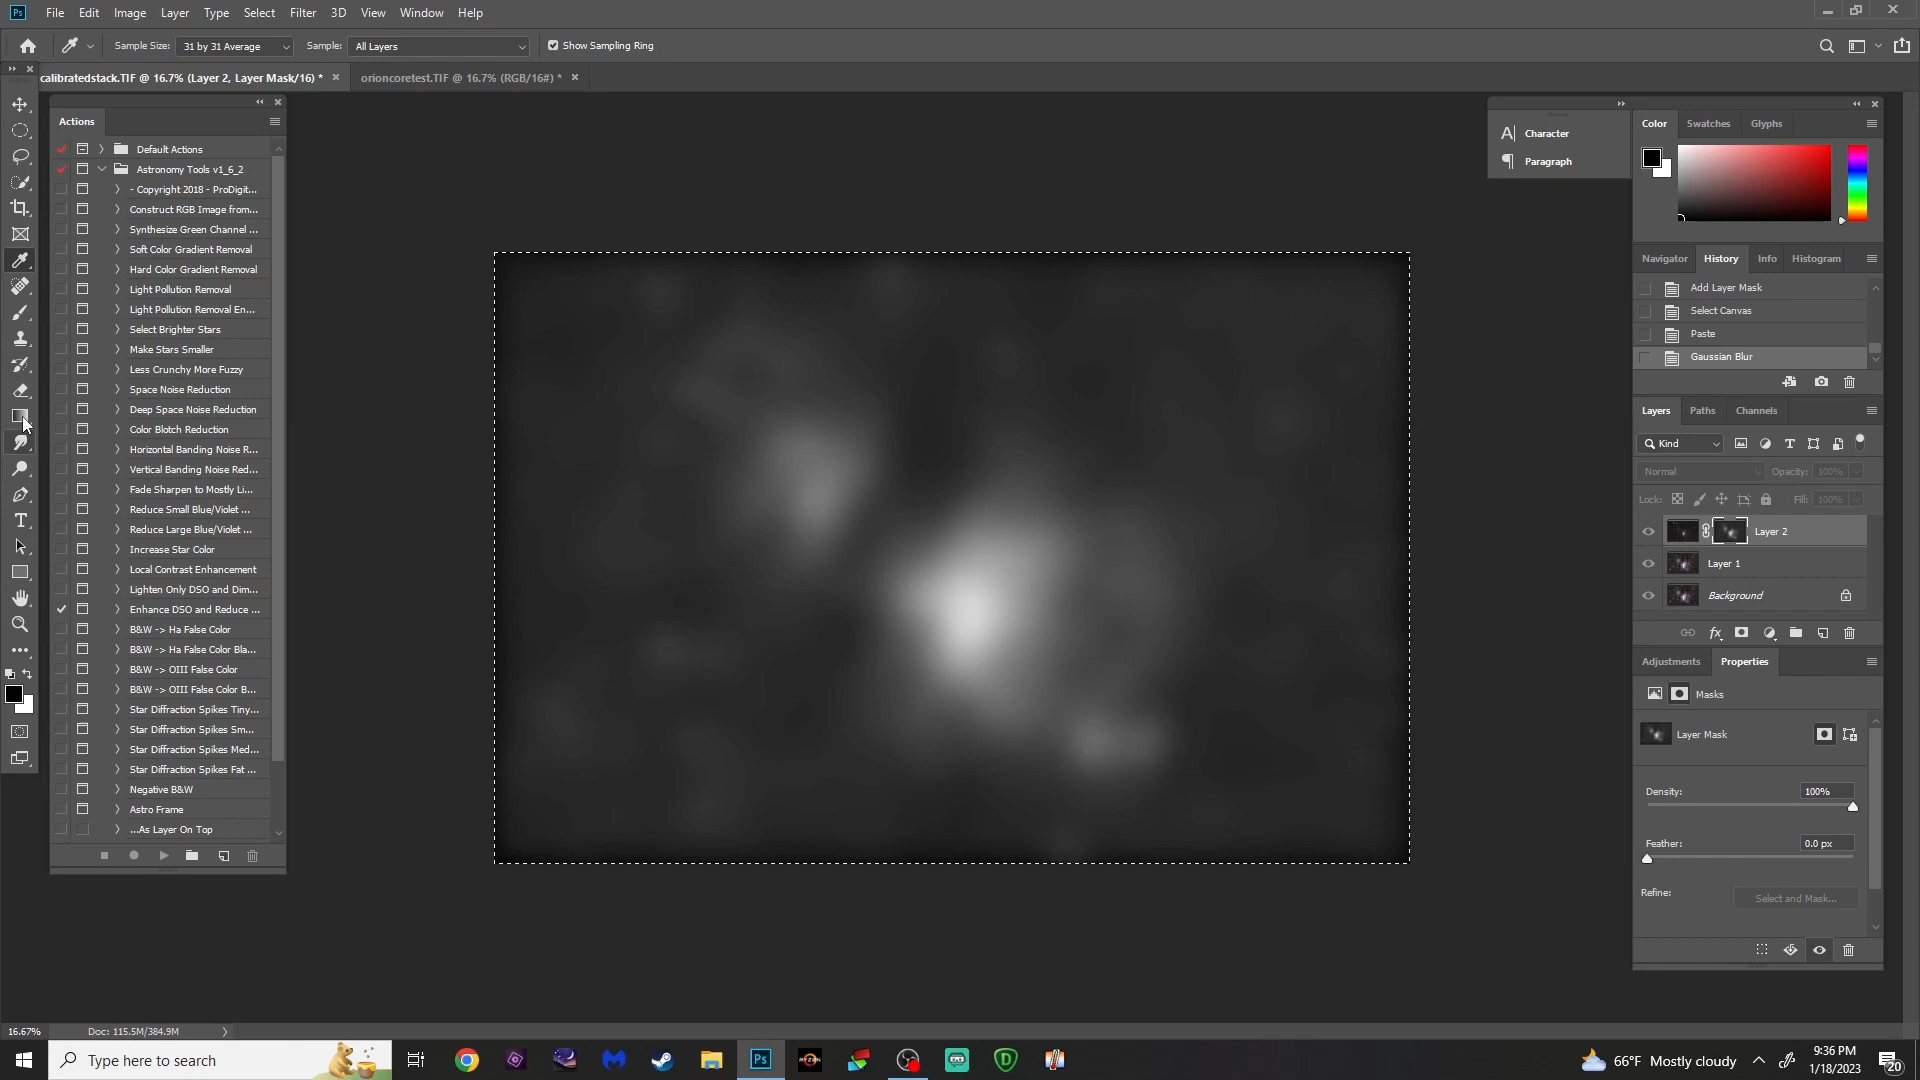 Ps File Edit Image Layer Type Select Filter 3D View Window Help
Sample Size: 31 by 31 Average Sample: All Layers Show Sampling Ring
calibratedstack.TIF @ 16.7% (Layer 2, Layer Mask/16) * orioncoretest.TIF @ 16.7% (RGB/16#) *
Actions
Default Actions
Astronomy Tools v1_6_2
- Copyright 2018 - ProDigit...
Construct RGB Image from...
Synthesize Green Channel ...
Soft Color Gradient Removal
Hard Color Gradient Removal
Light Pollution Removal
Light Pollution Removal En...
Select Brighter Stars
Make Stars Smaller
Less Crunchy More Fuzzy
Space Noise Reduction
Deep Space Noise Reduction
Color Blotch Reduction
Horizontal Banding Noise R...
Vertical Banding Noise Red...
Fade Sharpen to Mostly Li...
Reduce Small Blue/Violet ...
Reduce Large Blue/Violet ...
Increase Star Color
Local Contrast Enhancement
Lighten Only DSO and Dim...
Enhance DSO and Reduce ...
B&W -> Ha False Color
B&W -> Ha False Color Bla...
B&W -> OIII False Color
B&W -> OIII False Color B...
Star Diffraction Spikes Tiny...
Star Diffraction Spikes Sm...
Star Diffraction Spikes Med...
Star Diffraction Spikes Fat ...
Negative B&W
Astro Frame
...As Layer On Top
Character
Paragraph
Color Swatches Glyphs
Navigator History Info Histogram
Add Layer Mask
Select Canvas
Paste
Gaussian Blur
Layers Paths Channels
Kind
Normal Opacity: 100%
Lock: Fill: 100%
Layer 2
Layer 1
Background
fx
Adjustments Properties
Masks
Layer Mask
Density: 100%
Feather: 0.0 px
Refine: Select and Mask...
16.67% Doc: 115.5M/384.9M
Type here to search
Ps
RYZEN
66°F Mostly cloudy
9:36 PM
1/18/2023
20